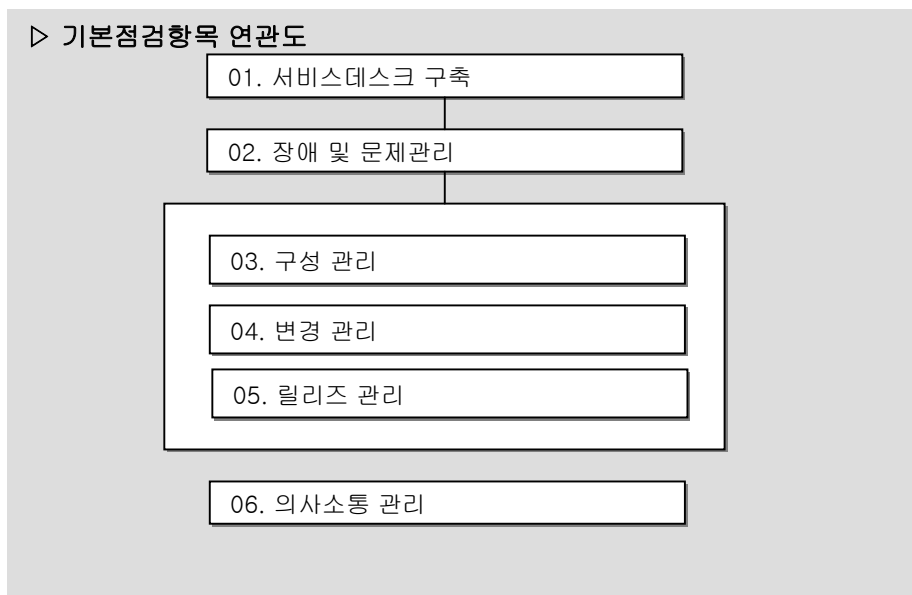 ▷ 기본점검항목 연관도
01. 서비스데스크 구축
02. 장애 및 문제관리
03. 구성 관리
04. 변경 관리
05. 릴리즈 관리
06. 의사소통 관리